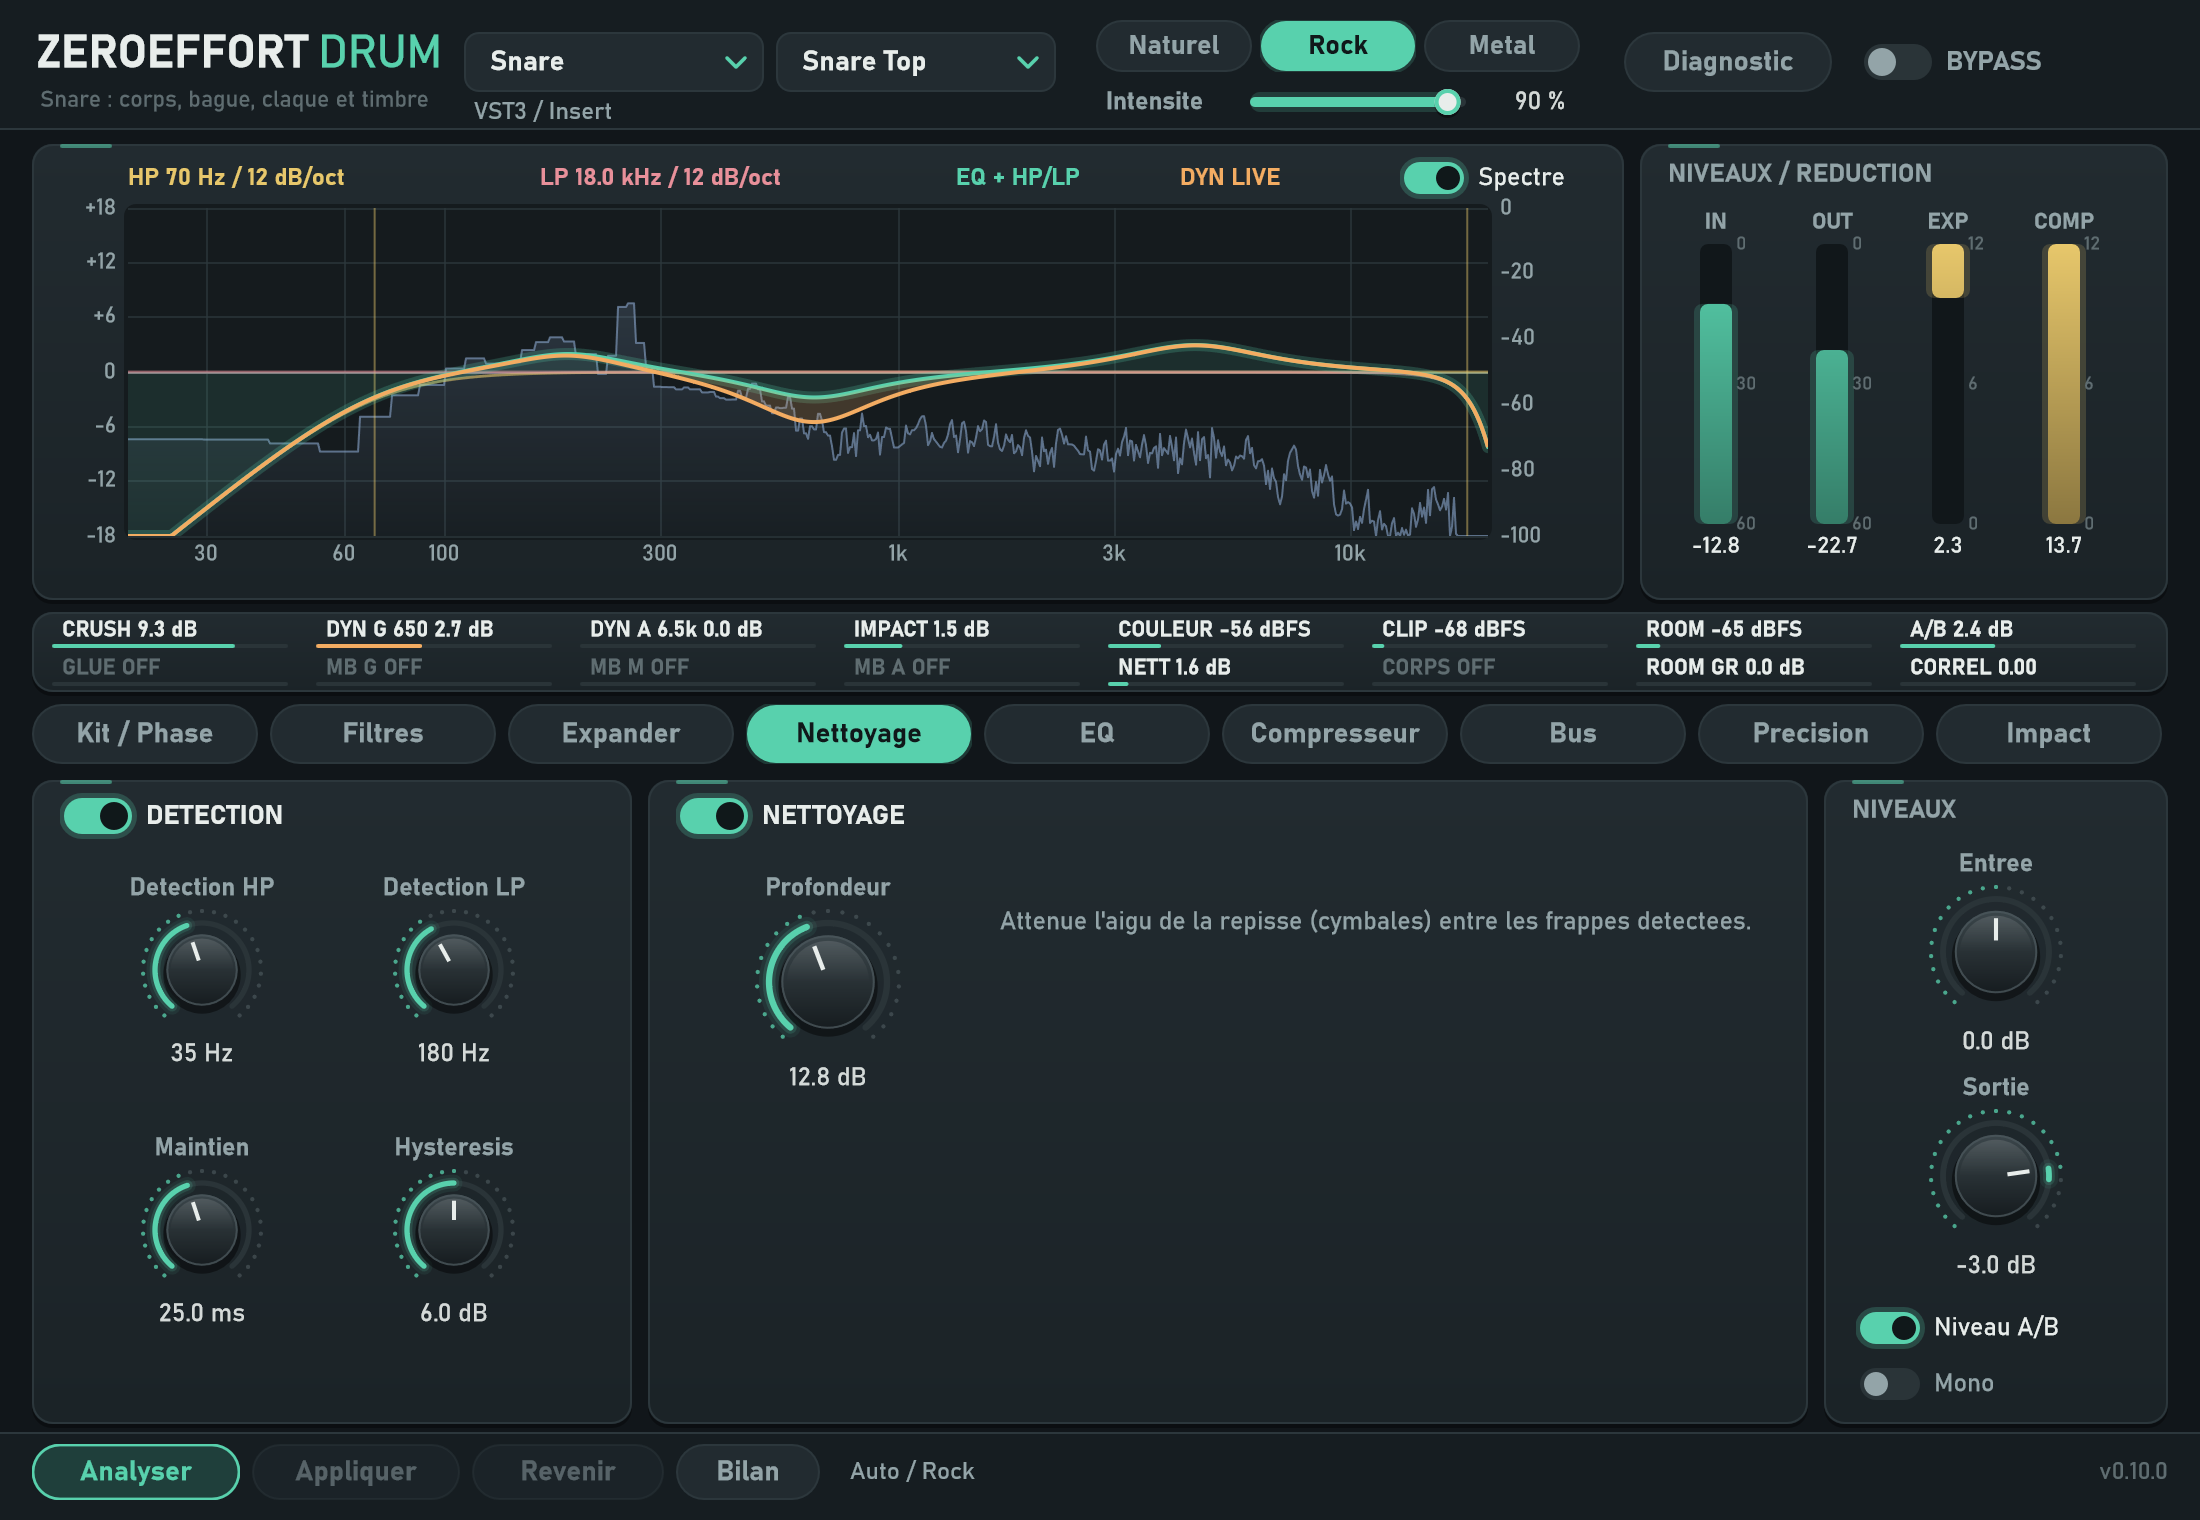 ZEROEFFORT DRUM
Snare : corps, bague, claque et timbre
Snare
Snare Top
VST3 / Insert
Naturel
Rock
Metal
Intensite
90 %
Diagnostic
BYPASS
HP 70 Hz / 12 dB/oct
LP 18.0 kHz / 12 dB/oct
EQ + HP/LP
DYN LIVE
Spectre
+18
+12
+6
0
-6
-12
-18
0
-20
-40
-60
-80
-100
30
60
100
300
1k
3k
10k
NIVEAUX / REDUCTION
IN
OUT
EXP
COMP
0
30
60
0
30
60
12
6
0
12
6
0
-12.8
-22.7
2.3
13.7
CRUSH 9.3 dB
DYN G 650 2.7 dB
DYN A 6.5k 0.0 dB
IMPACT 1.5 dB
COULEUR -56 dBFS
CLIP -68 dBFS
ROOM -65 dBFS
A/B 2.4 dB
GLUE OFF
MB G OFF
MB M OFF
MB A OFF
NETT 1.6 dB
CORPS OFF
ROOM GR 0.0 dB
CORREL 0.00
Kit / Phase
Filtres
Expander
Nettoyage
EQ
Compresseur
Bus
Precision
Impact
DETECTION
Detection HP
Detection LP
35 Hz
180 Hz
Maintien
Hysteresis
25.0 ms
6.0 dB
NETTOYAGE
Profondeur
12.8 dB
Attenue l'aigu de la repisse (cymbales) entre les frappes detectees.
NIVEAUX
Entree
0.0 dB
Sortie
-3.0 dB
Niveau A/B
Mono
Analyser
Appliquer
Revenir
Bilan
Auto / Rock
v0.10.0